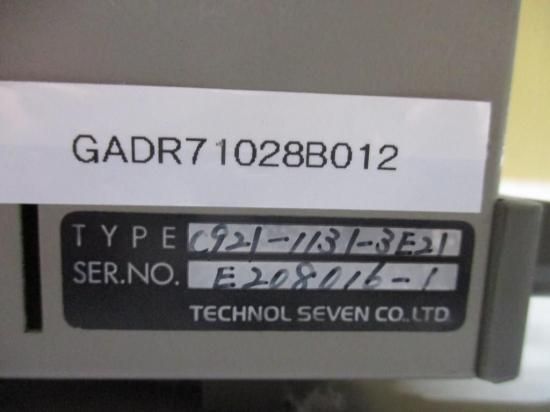 GADR71028B012
TYPE C921-1131-3E21
SER.NO. E208016-1
TECHNOL SEVEN CO.,LTD